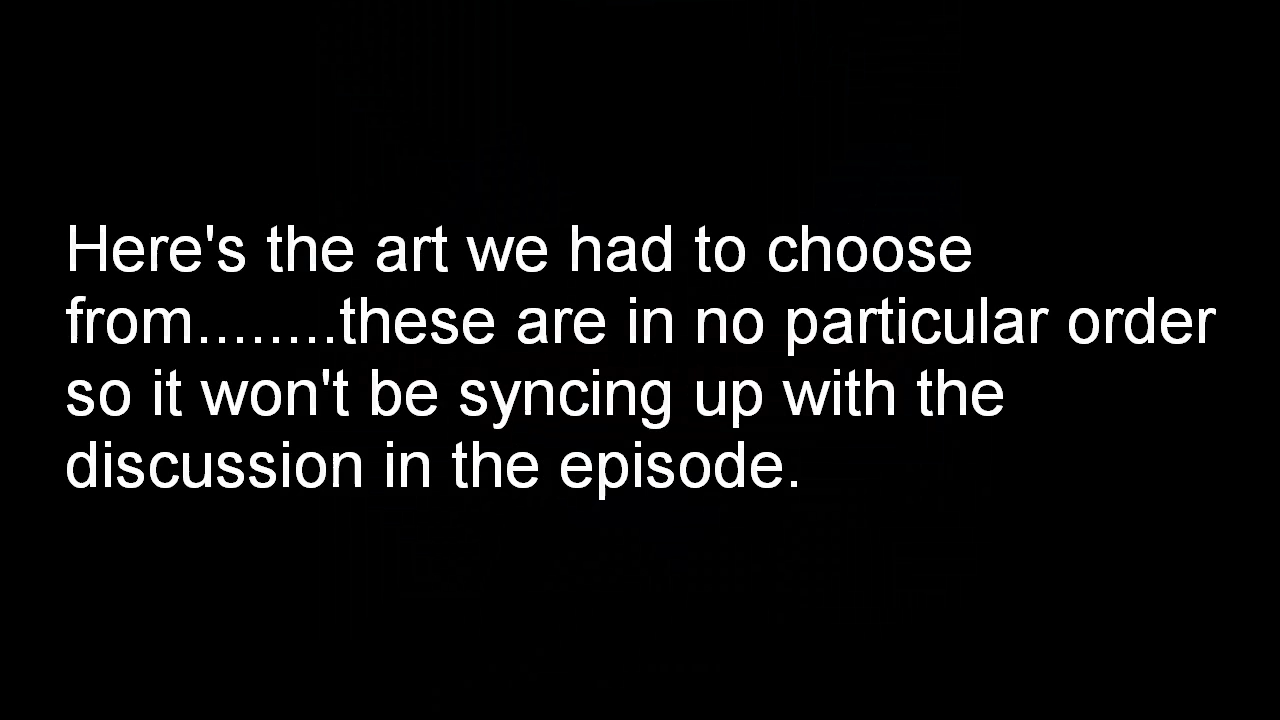 Here's the art we had to choose
from........these are in no particular order
so it won't be syncing up with the
discussion in the episode.